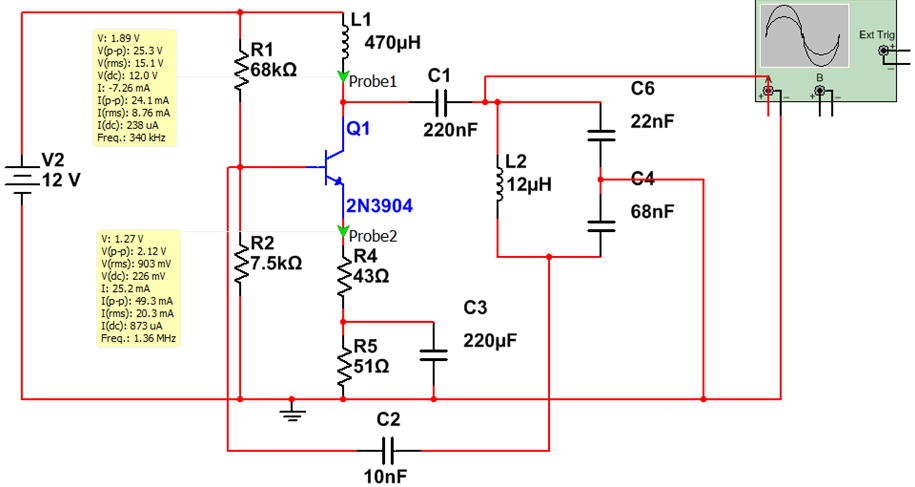 L1
470µH
R1
68kΩ
V: 1.89 V
V(p-p): 25.3 V
V(rms): 15.1 V
V(dc): 12.0 V
I: -7.26 mA
I(p-p): 24.1 mA
I(rms): 8.76 mA
I(dc): 238 uA
Freq.: 340 kHz
Probe1
C1
220nF
Ext Trig
+
–
A
B
+ –
+ –
C6
22nF
Q1
2N3904
V2
12 V
L2
12µH
C4
68nF
Probe2
R2
7.5kΩ
R4
43Ω
V: 1.27 V
V(p-p): 2.12 V
V(rms): 903 mV
V(dc): 226 mV
I: 25.2 mA
I(p-p): 49.3 mA
I(rms): 20.3 mA
I(dc): 873 uA
Freq.: 1.36 MHz
C3
220µF
R5
51Ω
C2
10nF